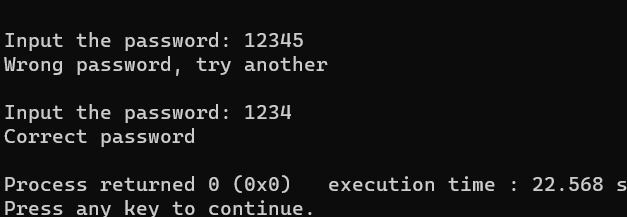 Input the password: 12345
Wrong password, try another
Input the password: 1234
Correct password
Process returned 0 (0x0)   execution time : 22.568 s
Press any key to continue.